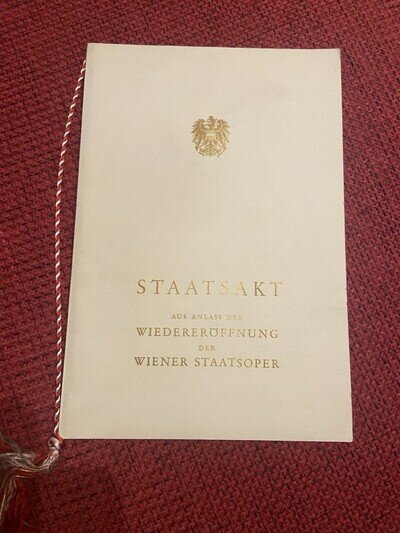 STAATSAKT
AUS ANLASS DER
WIEDERERÖFFNUNG
DER
WIENER STAATSOPER